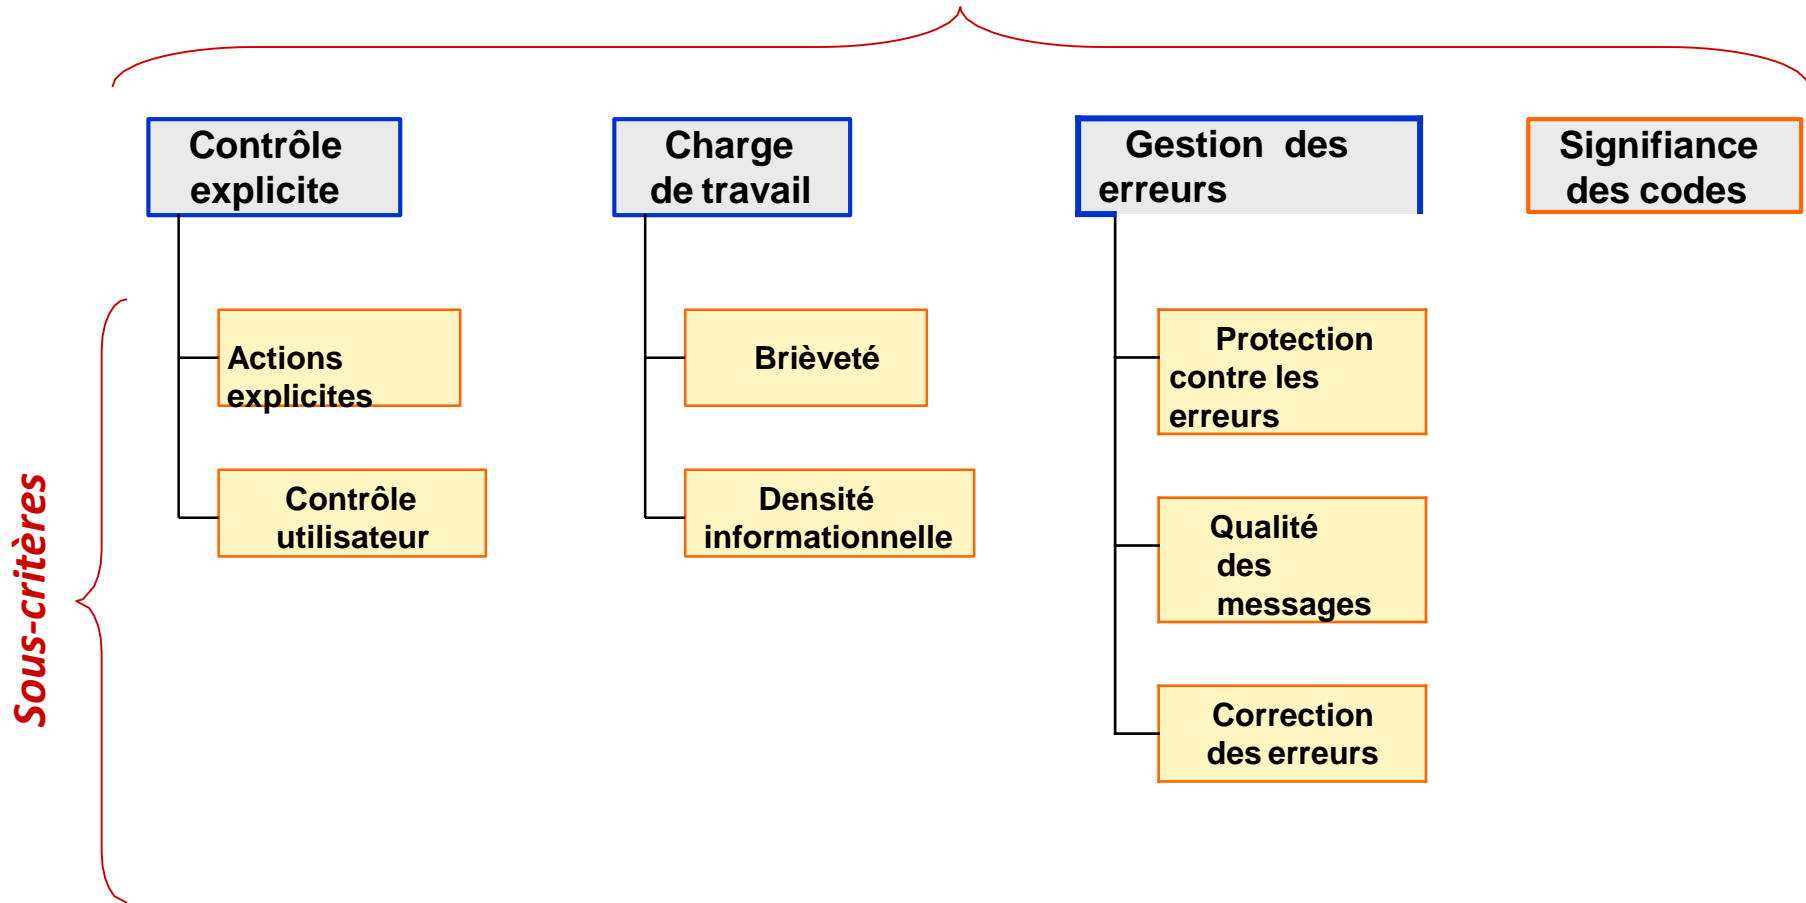 Contrôle
explicite
Charge
de travail
Gestion des
erreurs
Signifiance
des codes
Sous-critères
Actions
explicites
Contrôle
utilisateur
Brièveté
Densité
informationnelle
Protection
contre les
erreurs
Qualité
des
messages
Correction
des erreurs